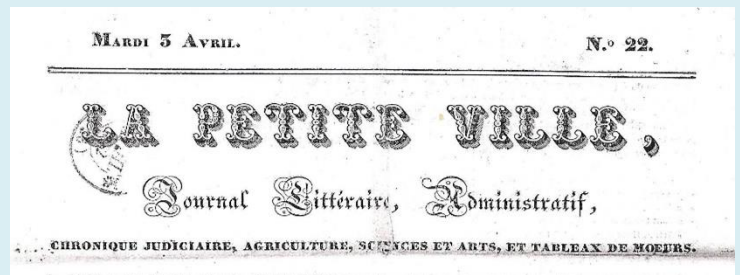 MARDI 3 AVRIL. N.º 22.
LA PETITE VILLE,
Journal Littéraire, Administratif,
CHRONIQUE JUDICIAIRE, AGRICULTURE, SCIENCES ET ARTS, ET TABLEAX DE MOEURS.